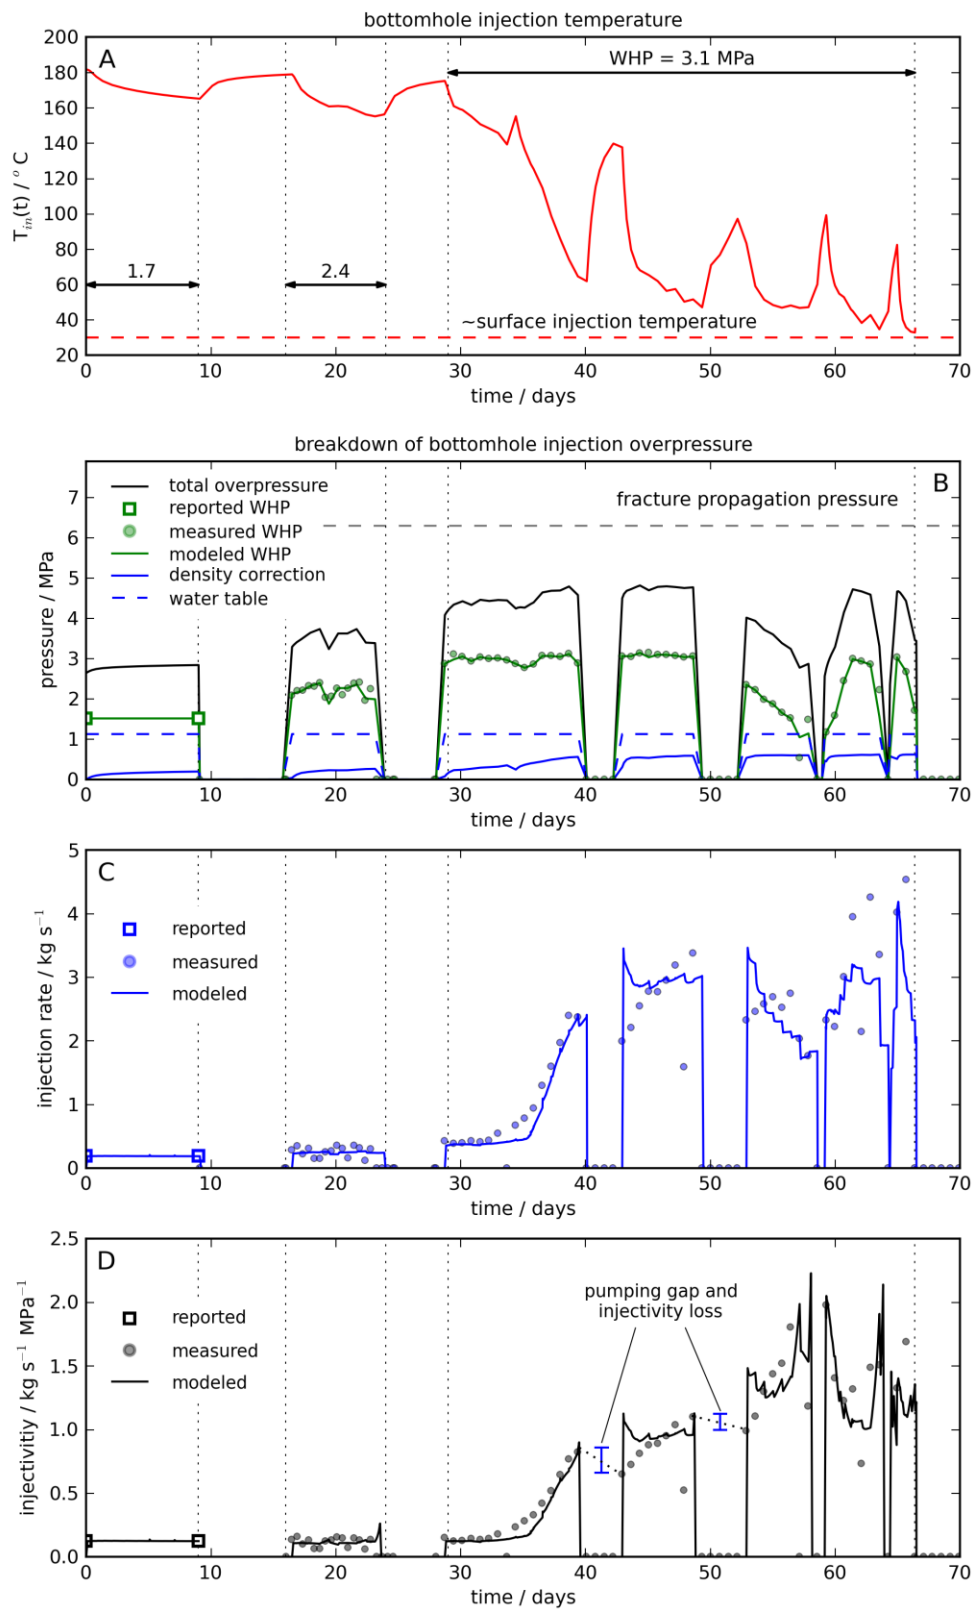 bottomhole injection temperature
A
WHP = 3.1 MPa
1.7
2.4
~surface injection temperature
T_in(t) / ° C
200
180
160
140
120
100
80
60
40
20
0 10 20 30 40 50 60 70
time / days
breakdown of bottomhole injection overpressure
B
total overpressure
reported WHP
measured WHP
modeled WHP
density correction
water table
fracture propagation pressure
pressure / MPa
7
6
5
4
3
2
1
0
0 10 20 30 40 50 60 70
time / days
C
reported
measured
modeled
injection rate / kg s⁻¹
5
4
3
2
1
0
0 10 20 30 40 50 60 70
time / days
D
pumping gap and
injectivity loss
reported
measured
modeled
injectivitiy / kg s⁻¹ MPa⁻¹
2.5
2.0
1.5
1.0
0.5
0.0
0 10 20 30 40 50 60 70
time / days